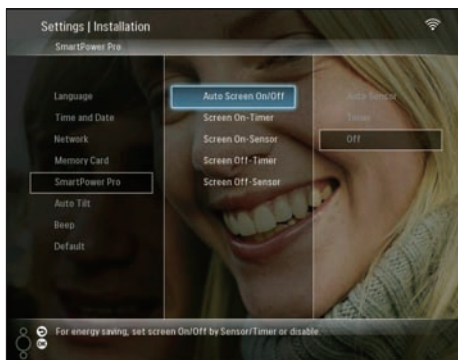 Settings | Installation
SmartPower Pro
Language
Time and Date
Network
Memory Card
SmartPower Pro
Auto Tilt
Beep
Default
Auto Screen On/Off
Screen On-Timer
Screen On-Sensor
Screen Off-Timer
Screen Off-Sensor
Auto-Sensor
Timer
Off
For energy saving, set screen On/Off by Sensor/Timer or disable.
OK